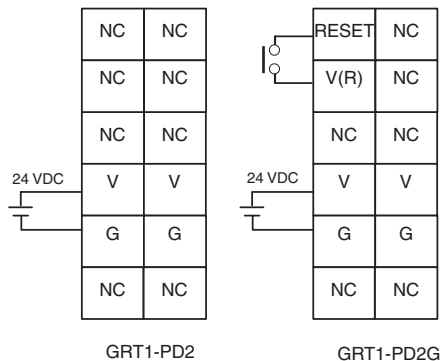 NC NC RESET NC
NC NC V(R) NC
NC NC NC NC
24 VDC V V 24 VDC V V
G G G G
NC NC NC NC
GRT1-PD2 GRT1-PD2G